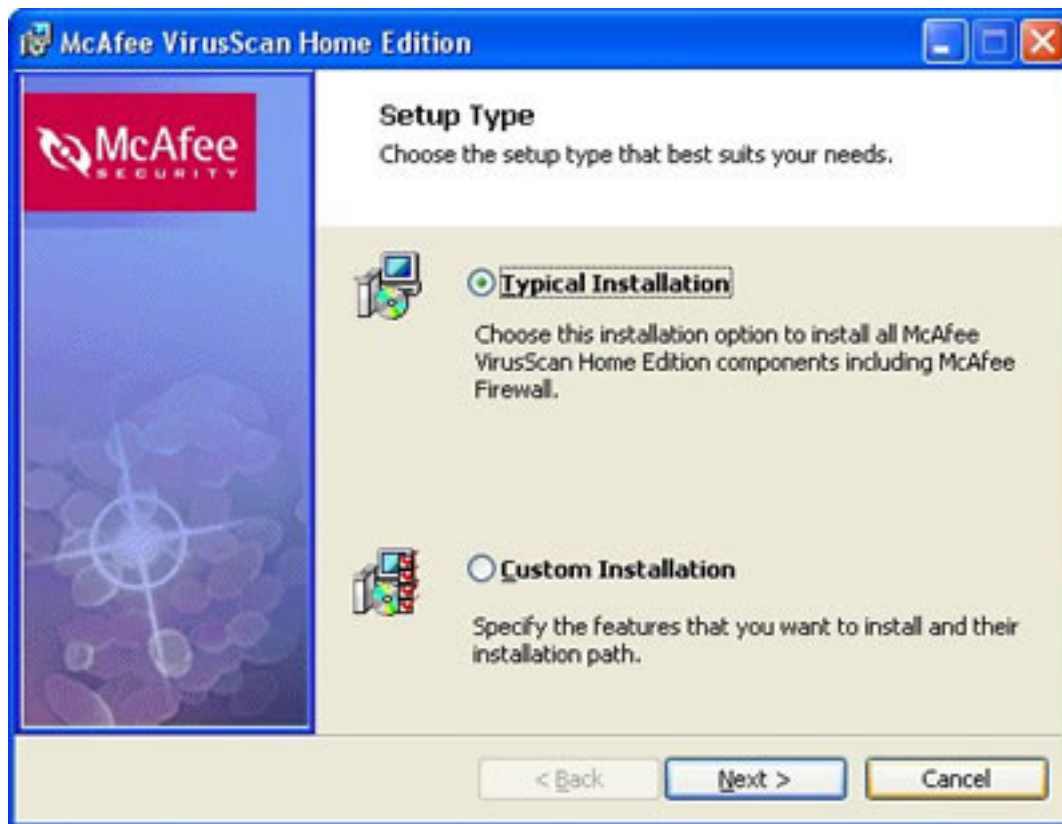 McAfee VirusScan Home Edition
McAfee
SECURITY
Setup Type
Choose the setup type that best suits your needs.
Typical Installation
Choose this installation option to install all McAfee
VirusScan Home Edition components including McAfee
Firewall.
Custom Installation
Specify the features that you want to install and their
installation path.
< Back
Next >
Cancel